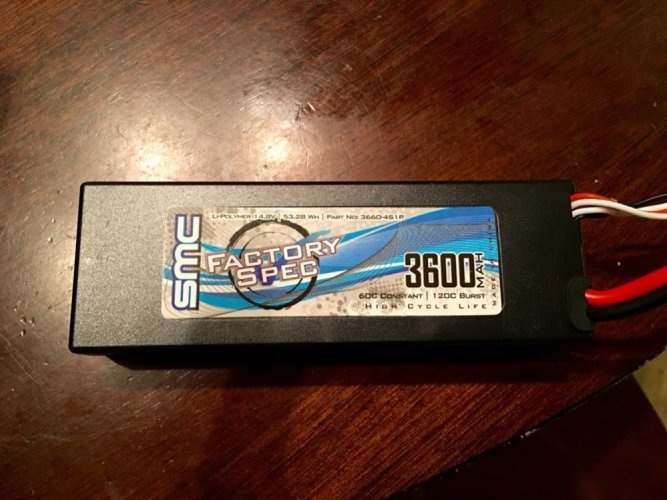 Li-Polymer 14.8V | 53.28 Wh | Part No: 3660-4S1P
SMC
FACTORY
SPEC
3600
MAH
MADE IN CHINA
60C Constant | 120C Burst
High Cycle Life